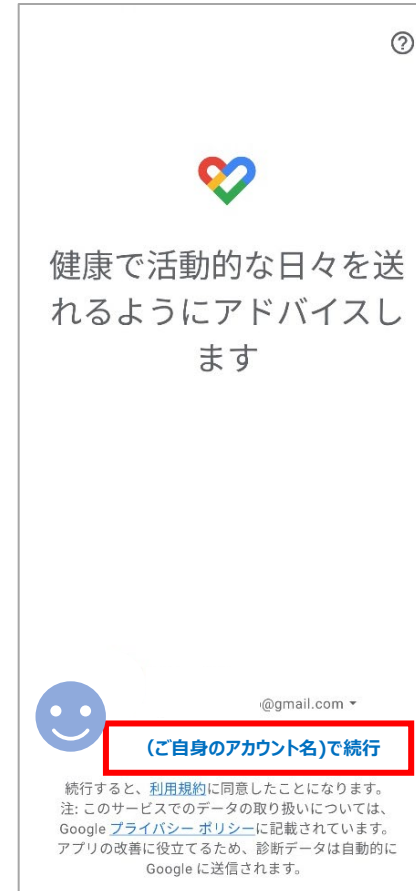 健康で活動的な日々を送
れるようにアドバイスし
ます
@gmail.com
(ご自身のアカウント名)で続行
続行すると、利用規約に同意したことになります。
注: このサービスでのデータの取り扱いについては、
Google プライバシー ポリシーに記載されています。
アプリの改善に役立てるため、診断データは自動的に
Google に送信されます。